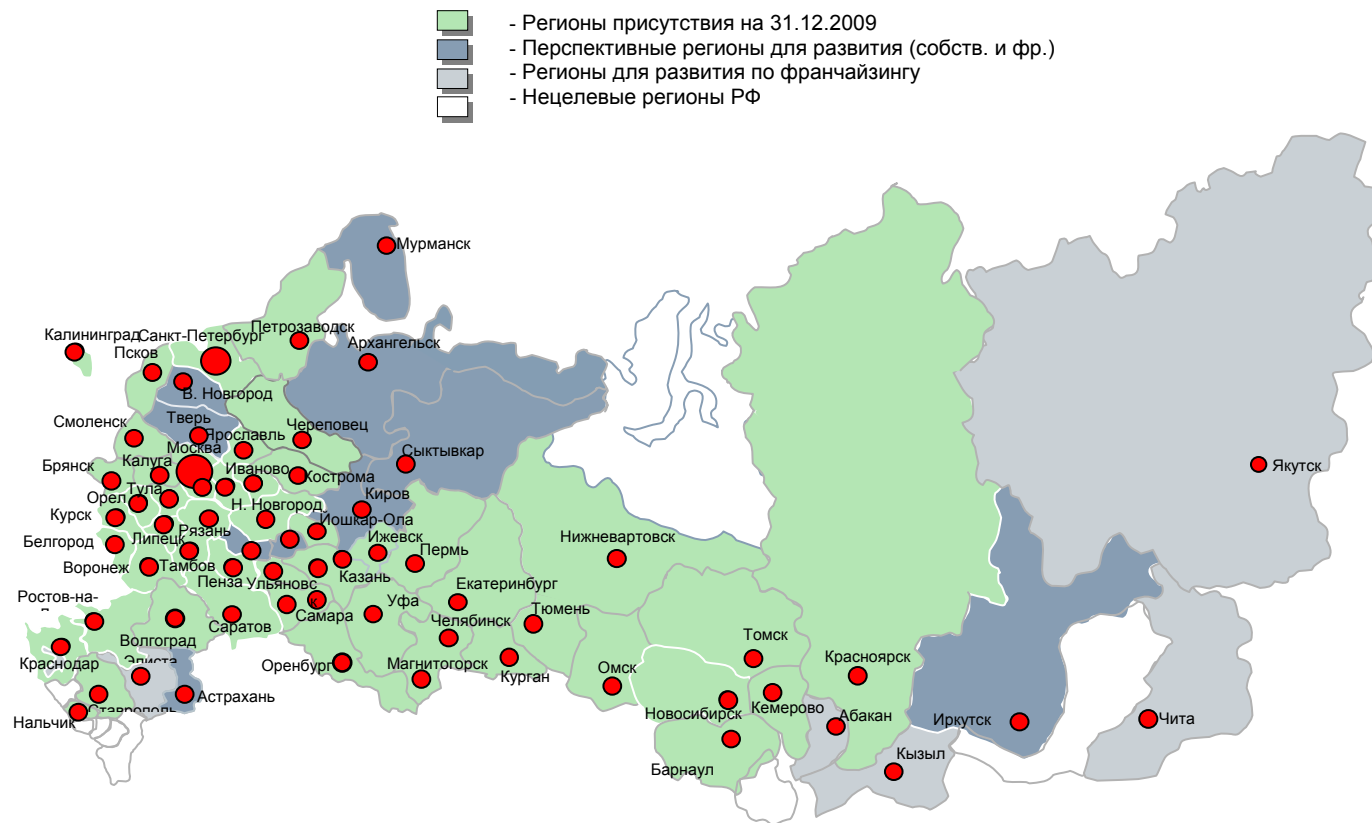 - Регионы присутствия на 31.12.2009
- Перспективные регионы для развития (собств. и фр.)
- Регионы для развития по франчайзингу
- Нецелевые регионы РФ
Мурманск
Калининград
Санкт-Петербург
Петрозаводск
Псков
Архангельск
В. Новгород
Смоленск
Тверь
Ярославль
Череповец
Москва
Брянск
Калуга
Иваново
Кострома
Сыктывкар
Якутск
Орел
Тула
Киров
Курск
Н. Новгород
Рязань
Йошкар-Ола
Белгород
Липецк
Ижевск
Пермь
Нижневартовск
Воронеж
Тамбов
Пенза
Ульяновс
к
Казань
Екатеринбург
Ростов-на-
Самара
Уфа
Тюмень
Челябинск
Волгоград
Саратов
Томск
Краснодар
Элиста
Оренбург
Магнитогорск
Курган
Омск
Красноярск
Астрахань
Ставрополь
Нальчик
Новосибирск
Кемерово
Абакан
Иркутск
Чита
Барнаул
Кызыл